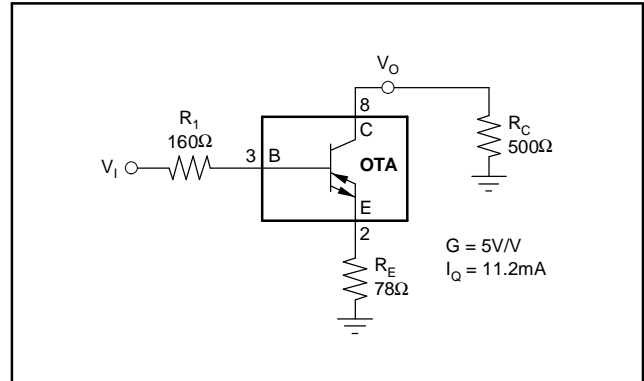 V_O
8
R_1
160Ω
R_C
500Ω
C
V_I
3
B
OTA
E
2
G = 5V/V
R_E
78Ω
I_Q = 11.2mA